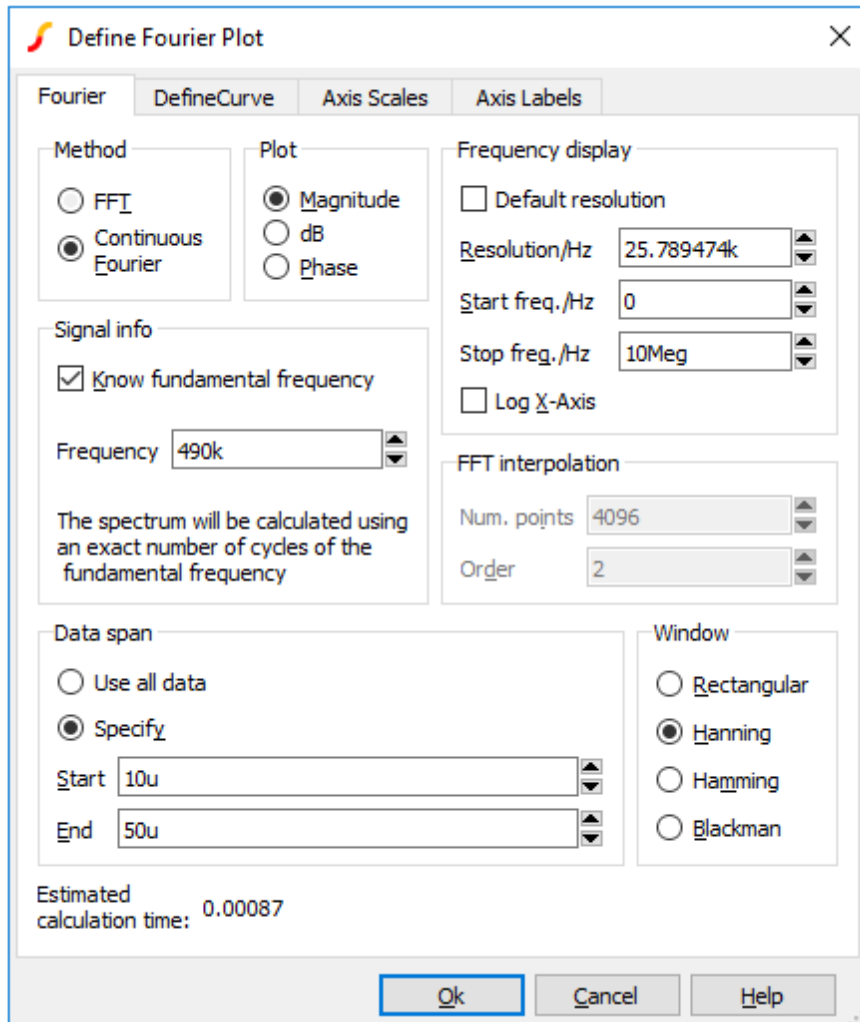 Define Fourier Plot
Fourier
DefineCurve
Axis Scales
Axis Labels
Method
FFT
Continuous
Fourier
Plot
Magnitude
dB
Phase
Frequency display
Default resolution
Resolution/Hz 25.789474k
Start freq./Hz 0
Stop freq./Hz 10Meg
Log X-Axis
Signal info
Know fundamental frequency
Frequency 490k
The spectrum will be calculated using
an exact number of cycles of the
fundamental frequency
FFT interpolation
Num. points 4096
Order 2
Data span
Use all data
Specify
Start 10u
End 50u
Window
Rectangular
Hanning
Hamming
Blackman
Estimated
calculation time: 0.00087
Ok
Cancel
Help